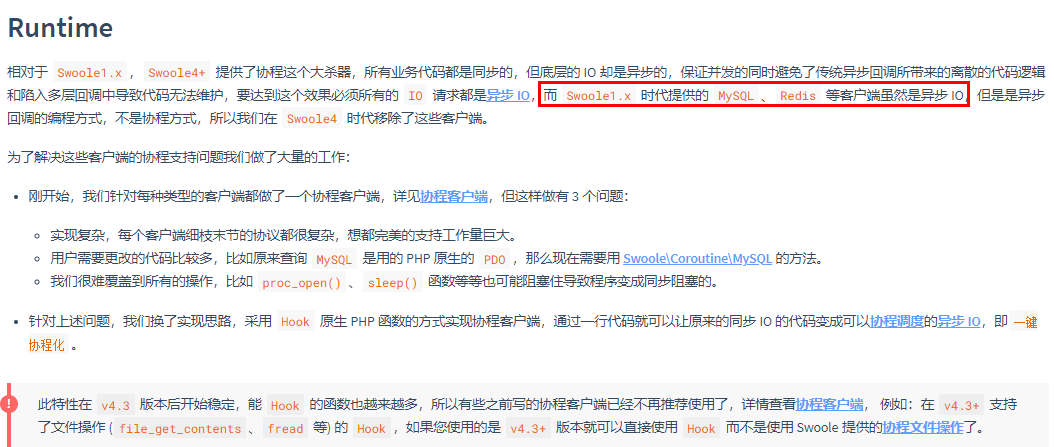 Runtime
相对于 Swoole1.x ， Swoole4+ 提供了协程这个大杀器，所有业务代码都是同步的，但底层的 IO 却是异步的，保证并发的同时避免了传统异步回调所带来的离散的代码逻辑
和陷入多层回调中导致代码无法维护，要达到这个效果必须所有的 IO 请求都是异步 IO，而 Swoole1.x 时代提供的 MySQL 、 Redis 等客户端虽然是异步 IO，但是是异步
回调的编程方式，不是协程方式，所以我们在 Swoole4 时代移除了这些客户端。
为了解决这些客户端的协程支持问题我们做了大量的工作：
• 刚开始，我们针对每种类型的客户端都做了一个协程客户端，详见协程客户端，但这样做有 3 个问题：
◦ 实现复杂，每个客户端细枝末节的协议都很复杂，想都完美的支持工作量巨大。
◦ 用户需要更改的代码比较多，比如原来查询 MySQL 是用的 PHP 原生的 PDO ，那么现在需要用 Swoole\Coroutine\MySQL 的方法。
◦ 我们很难覆盖到所有的操作，比如 proc_open() 、 sleep() 函数等等也可能阻塞住导致程序变成同步阻塞的。
• 针对上述问题，我们换了实现思路，采用 Hook 原生 PHP 函数的方式实现协程客户端，通过一行代码就可以让原来的同步 IO 的代码变成可以协程调度的异步 IO，即 一键
协程化 。
! 此特性在 v4.3 版本后开始稳定，能 Hook 的函数也越来越多，所以有些之前写的协程客户端已经不再推荐使用了，详情查看协程客户端， 例如：在 v4.3+ 支持
了文件操作 ( file_get_contents 、 fread 等) 的 Hook ，如果您使用的是 v4.3+ 版本就可以直接使用 Hook 而不是使用 Swoole 提供的协程文件操作了。